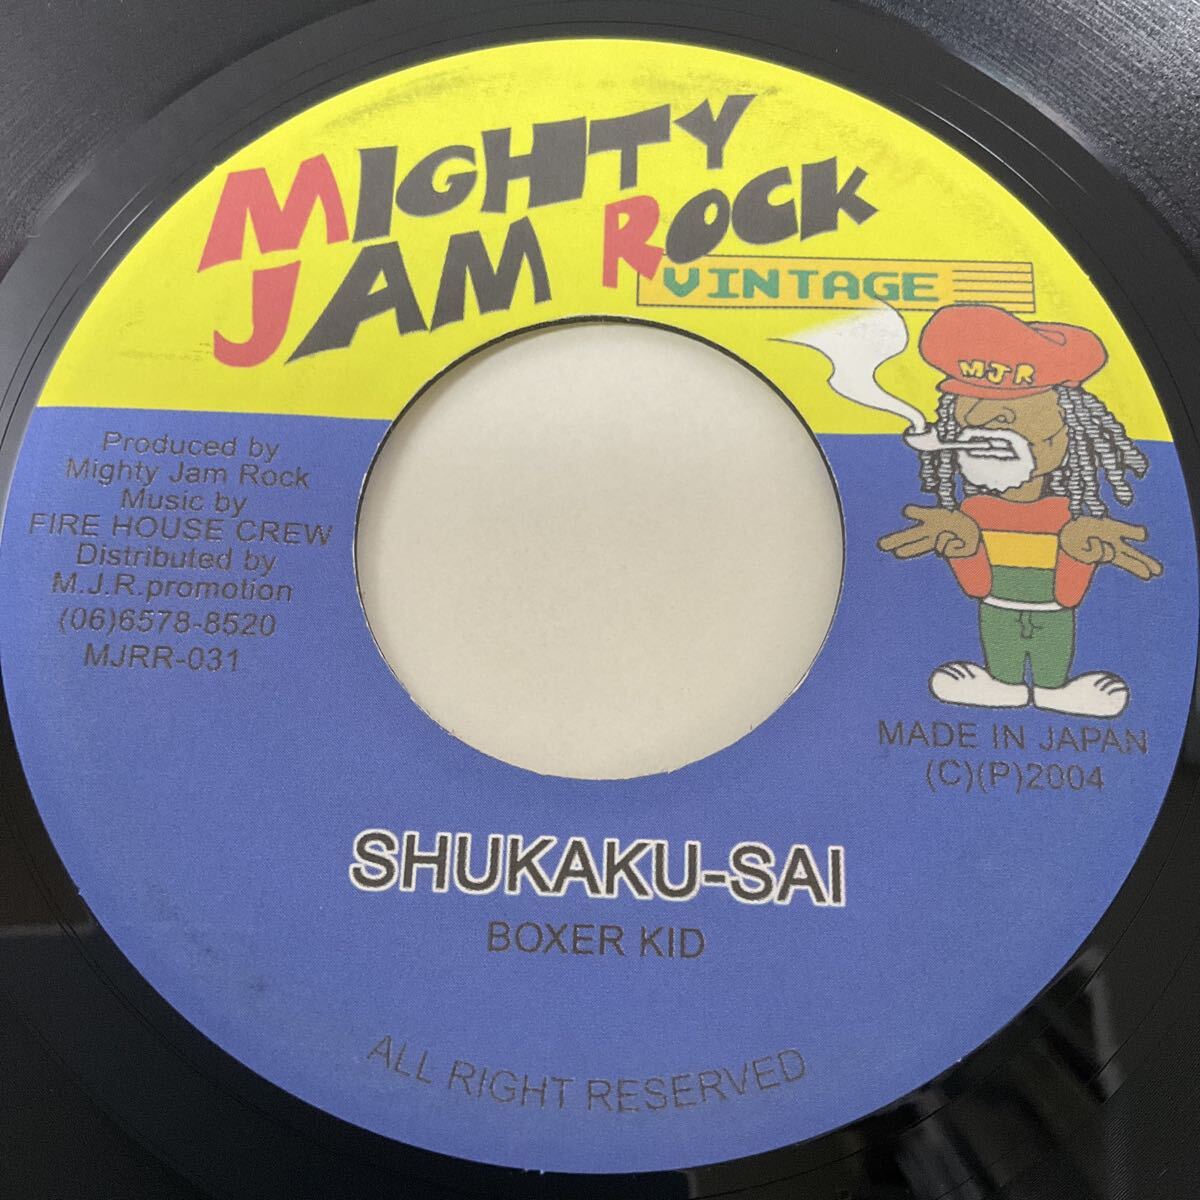 MIGHTY
JAM ROCK
VINTAGE
MJR
Produced by
Mighty Jam Rock
Music by
FIRE HOUSE CREW
Distributed by
M.J.R.promotion
(06)6578-8520
MJRR-031
MADE IN JAPAN
(C)(P)2004
SHUKAKU-SAI
BOXER KID
ALL RIGHT RESERVED